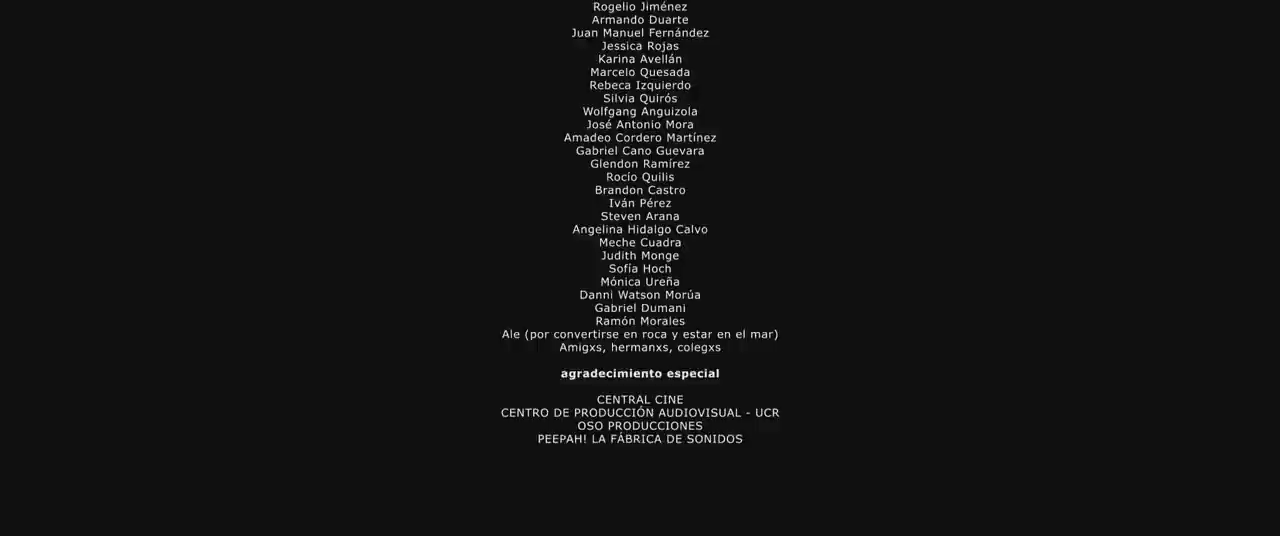 Rogelio Jiménez
Armando Duarte
Juan Manuel Fernández
Jessica Rojas
Karina Avellán
Marcelo Quesada
Rebeca Izquierdo
Silvia Quirós
Wolfgang Anguizola
José Antonio Mora
Amadeo Cordero Martínez
Gabriel Cano Guevara
Glendon Ramírez
Rocío Quilis
Brandon Castro
Iván Pérez
Steven Arana
Angelina Hidalgo Calvo
Meche Cuadra
Judith Monge
Sofía Hoch
Mónica Ureña
Danni Watson Morúa
Gabriel Dumani
Ramón Morales
Ale (por convertirse en roca y estar en el mar)
Amigxs, hermanxs, colegxs
agradecimiento especial
CENTRAL CINE
CENTRO DE PRODUCCIÓN AUDIOVISUAL - UCR
OSO PRODUCCIONES
PEEPAH! LA FÁBRICA DE SONIDOS